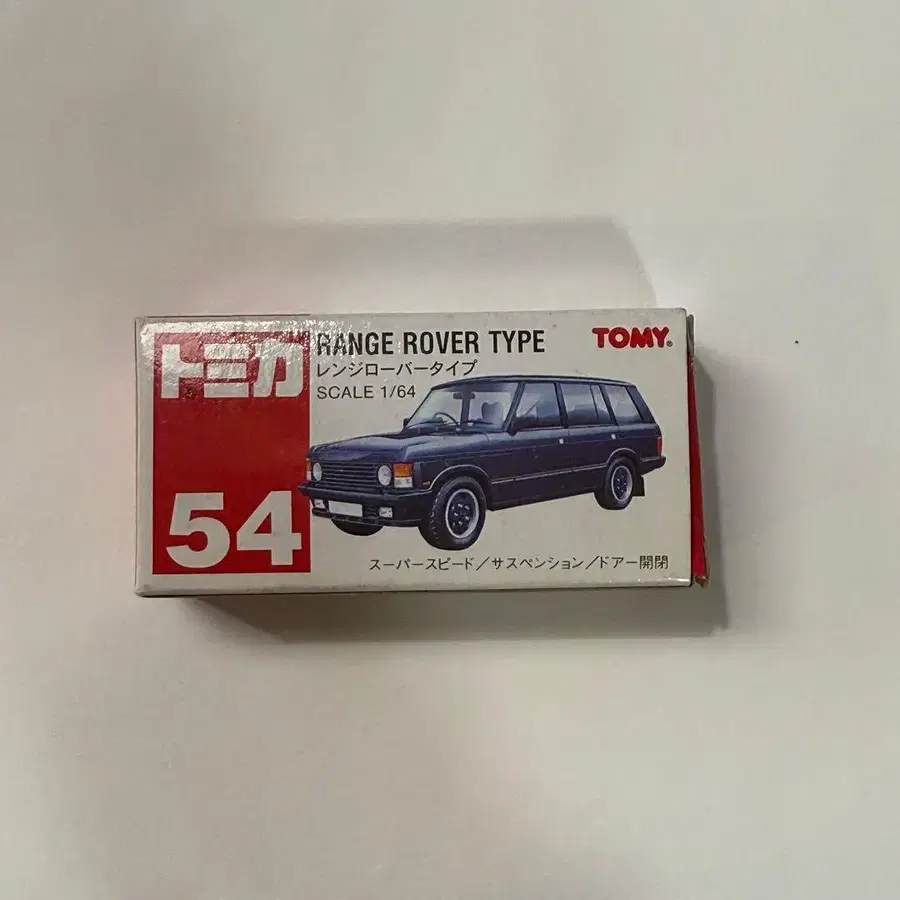 トミカ
54
RANGE ROVER TYPE
レンジローバータイプ
SCALE 1/64
TOMY®
スーパースピード/サスペンション/ドアー開閉